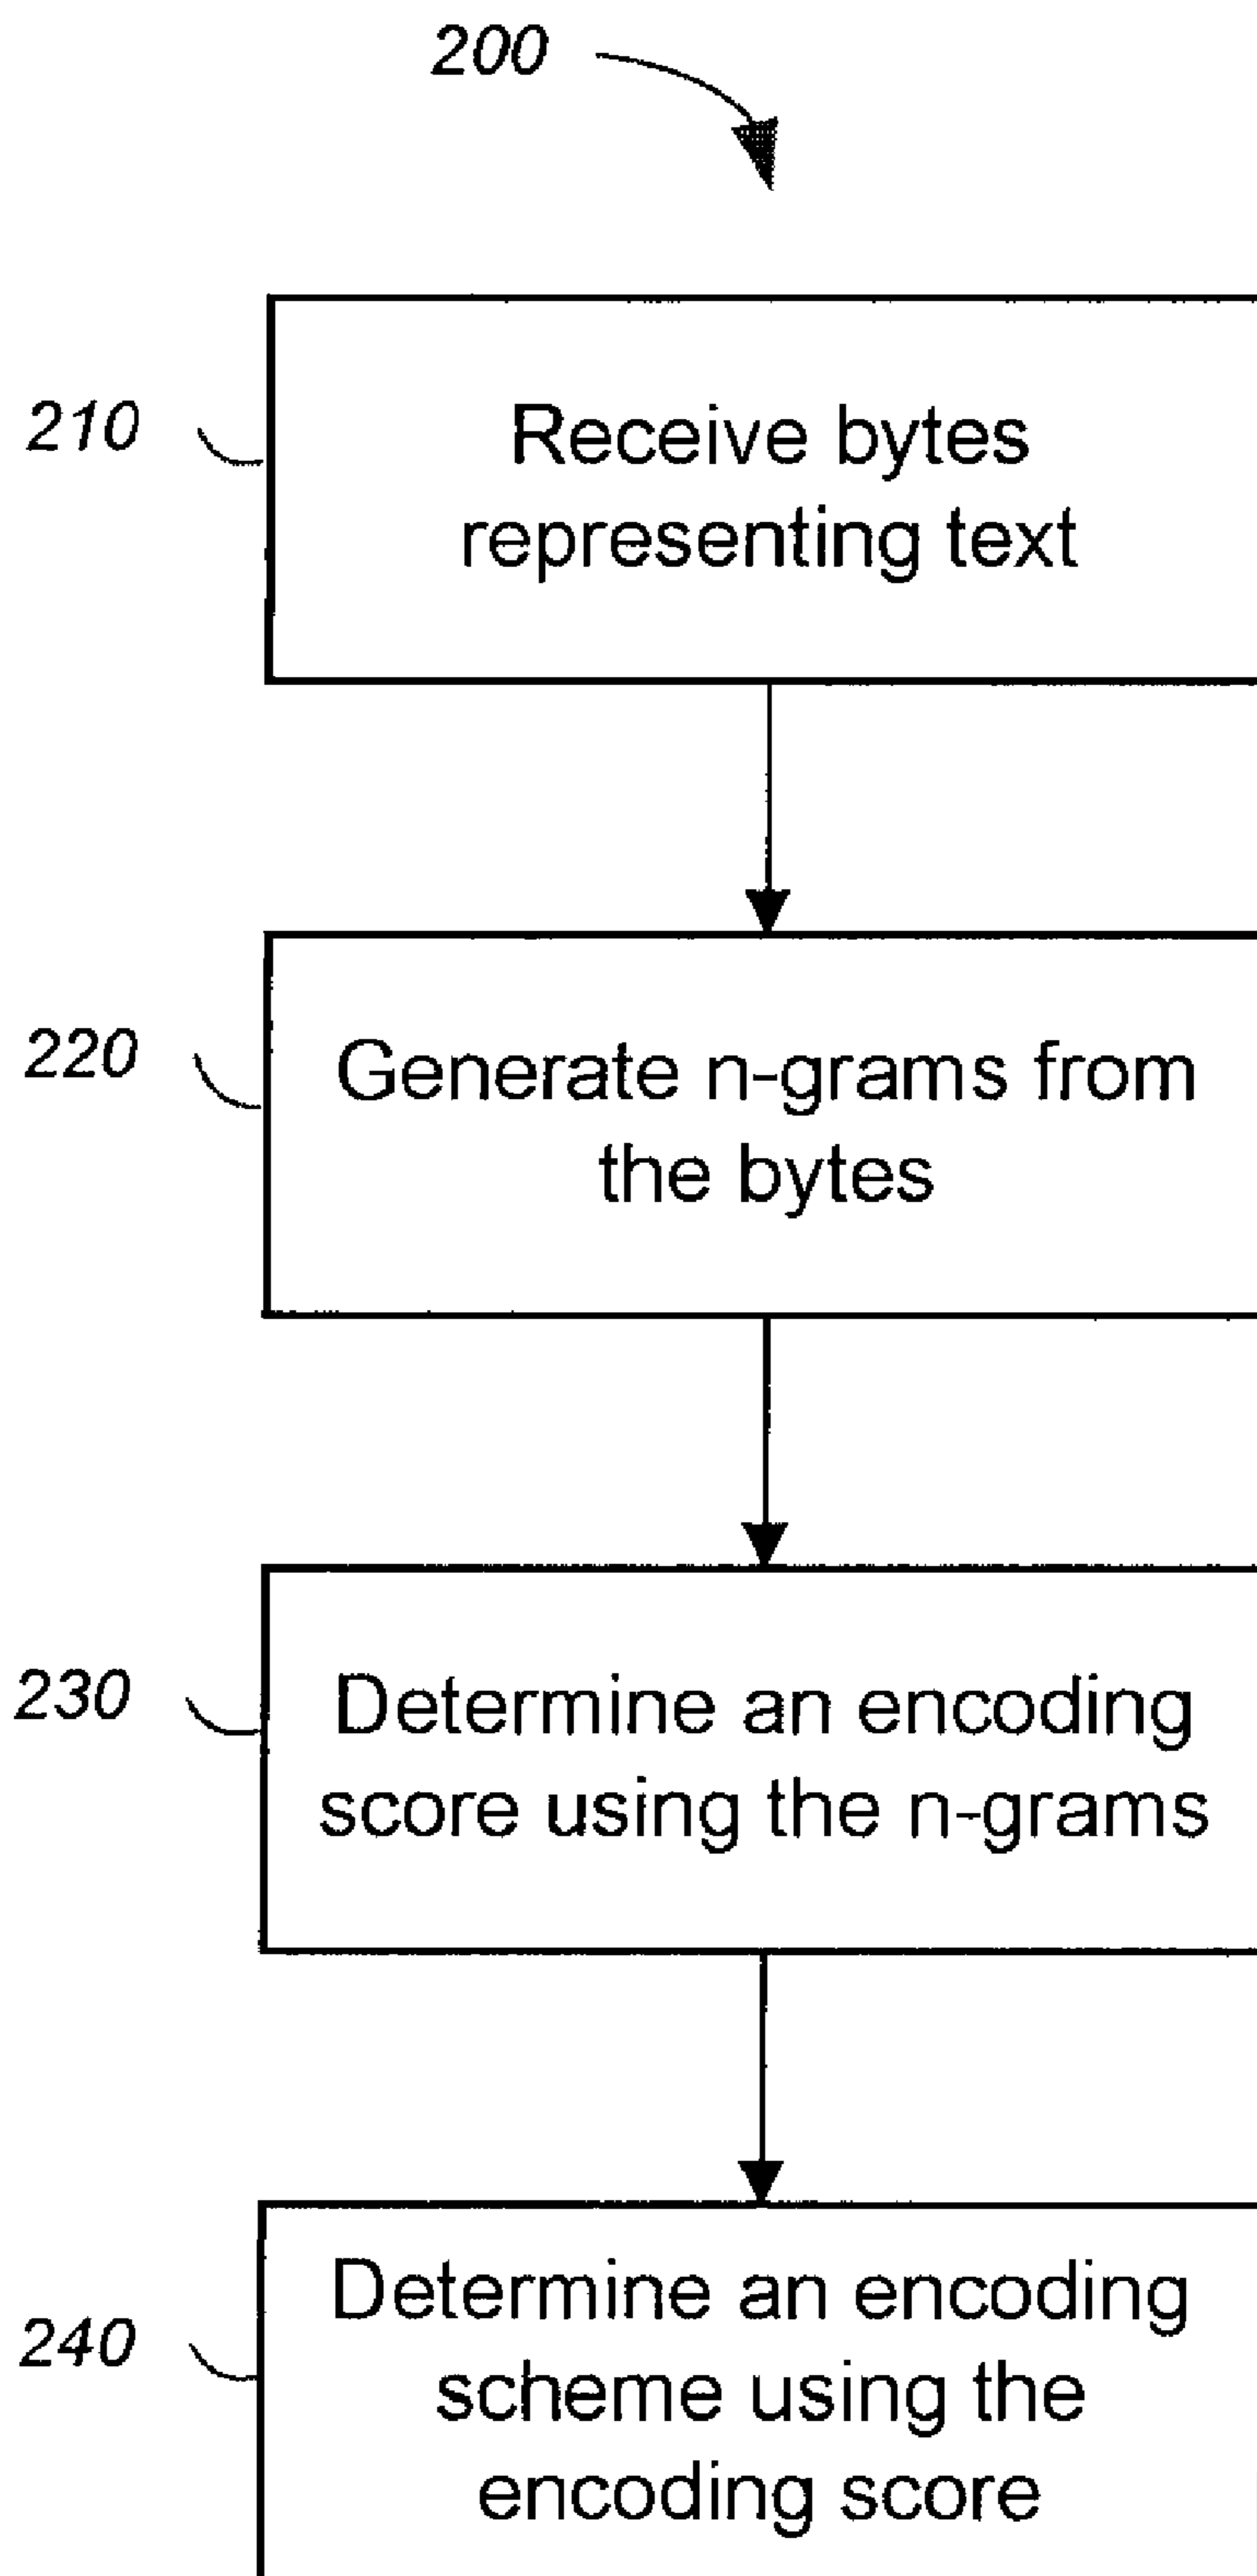 200
210
Receive bytes
representing text
220
Generate n-grams from
the bytes
230
Determine an encoding
score using the n-grams
240
Determine an encoding
scheme using the
encoding score